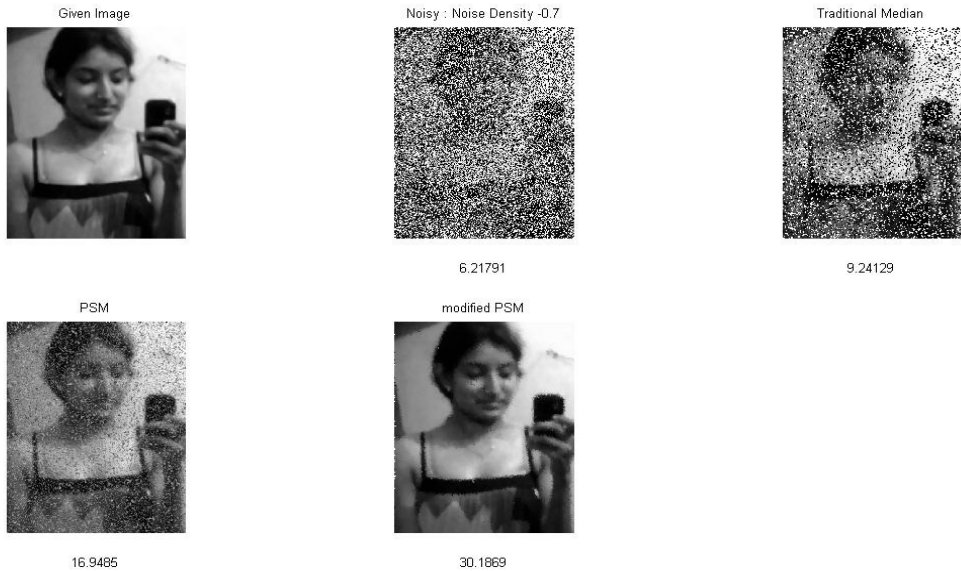 Given Image
Noisy : Noise Density -0.7
Traditional Median
6.21791
9.24129
PSM
modified PSM
16.9485
30.1869